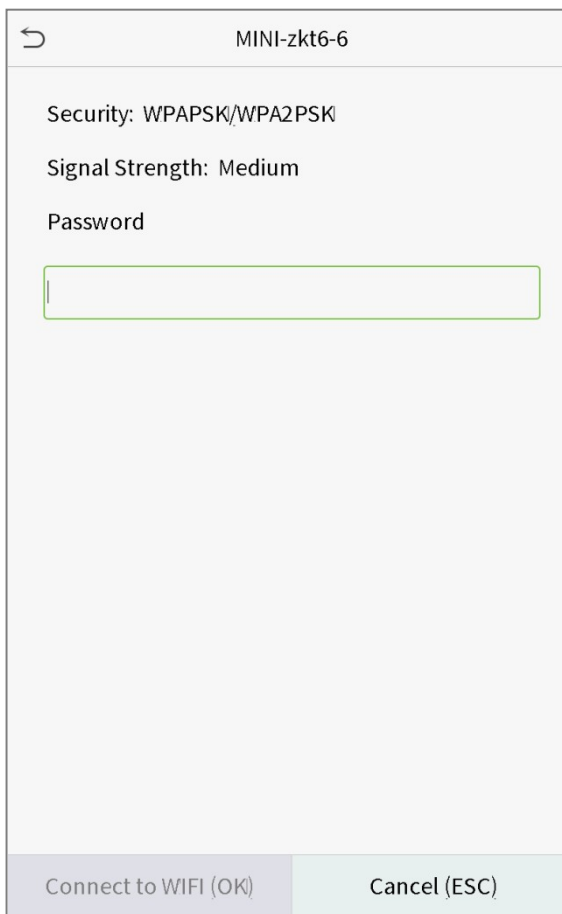 MINI-zkt6-6
Security: WPAPSK/WPA2PSK
Signal Strength: Medium
Password
Connect to WIFI (OK)
Cancel (ESC)